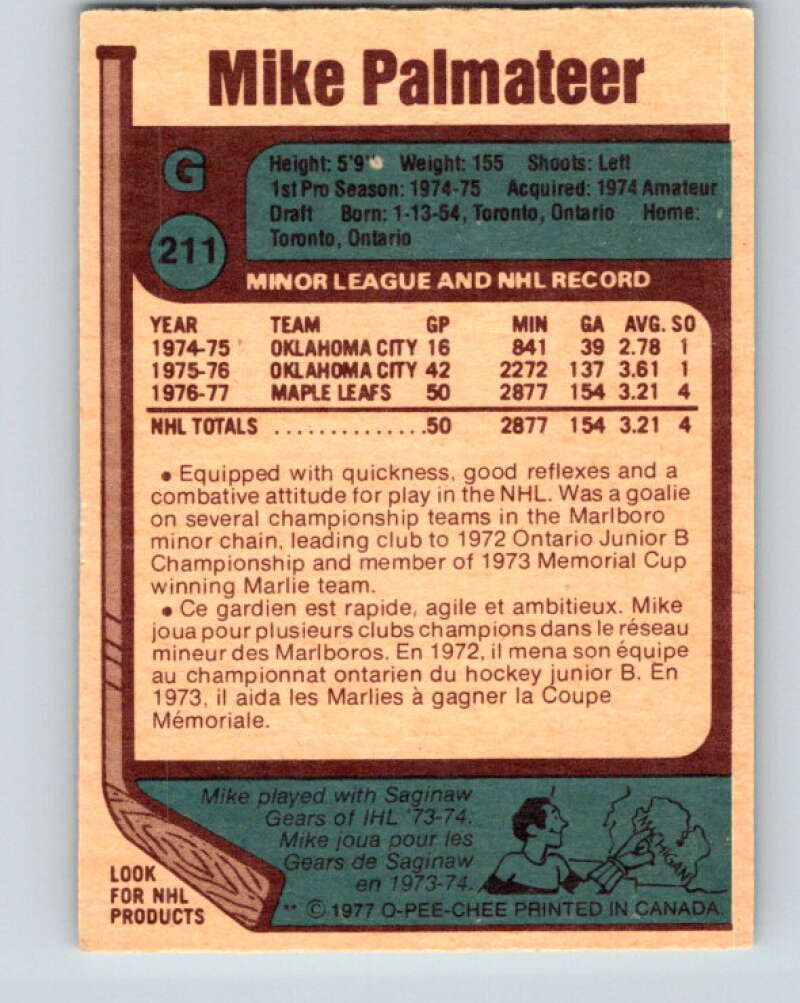 Mike Palmateer
G
Height: 5'9" Weight: 155 Shoots: Left
1st Pro Season: 1974-75 Acquired: 1974 Amateur
Draft Born: 1-13-54, Toronto, Ontario Home:
Toronto, Ontario
211
MINOR LEAGUE AND NHL RECORD
YEAR TEAM GP MIN GA AVG. SO
1974-75 OKLAHOMA CITY 16 841 39 2.78 1
1975-76 OKLAHOMA CITY 42 2272 137 3.61 1
1976-77 MAPLE LEAFS 50 2877 154 3.21 4
NHL TOTALS ..............50 2877 154 3.21 4
• Equipped with quickness, good reflexes and a
combative attitude for play in the NHL. Was a goalie
on several championship teams in the Marlboro
minor chain, leading club to 1972 Ontario Junior B
Championship and member of 1973 Memorial Cup
winning Marlie team.
• Ce gardien est rapide, agile et ambitieux. Mike
joua pour plusieurs clubs champions dans le réseau
mineur des Marlboros. En 1972, il mena son équipe
au championnat ontarien du hockey junior B. En
1973, il aida les Marlies à gagner la Coupe
Mémoriale.
Mike played with Saginaw
Gears of IHL '73-74.
Mike joua pour les
Gears de Saginaw
en 1973-74.
MICHIGAN
LOOK
FOR NHL
PRODUCTS
** © 1977 O-PEE-CHEE PRINTED IN CANADA